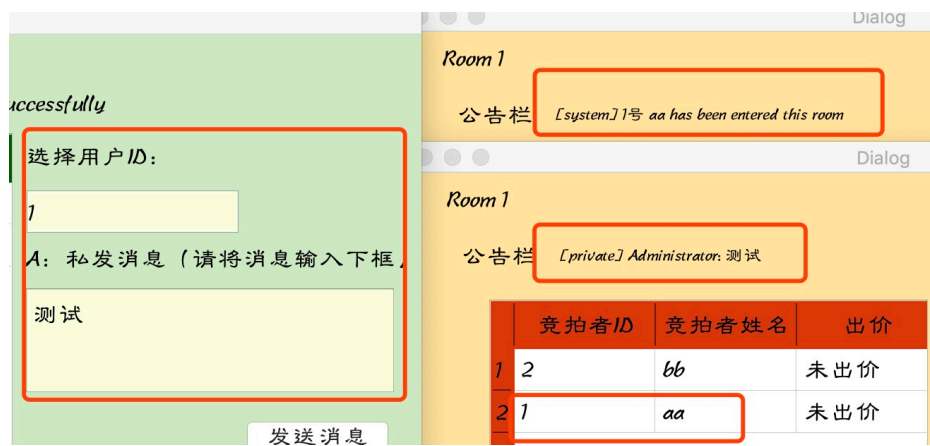 uccessfully
选择用户ID：
1
A：私发消息（请将消息输入下框
测试
发送消息
Dialog
Room 1
公告栏 [system] 1号 aa has been entered this room
Dialog
Room 1
公告栏 [private] Administrator: 测试
竞拍者ID 竞拍者姓名 出价
1 2 bb 未出价
2 1 aa 未出价